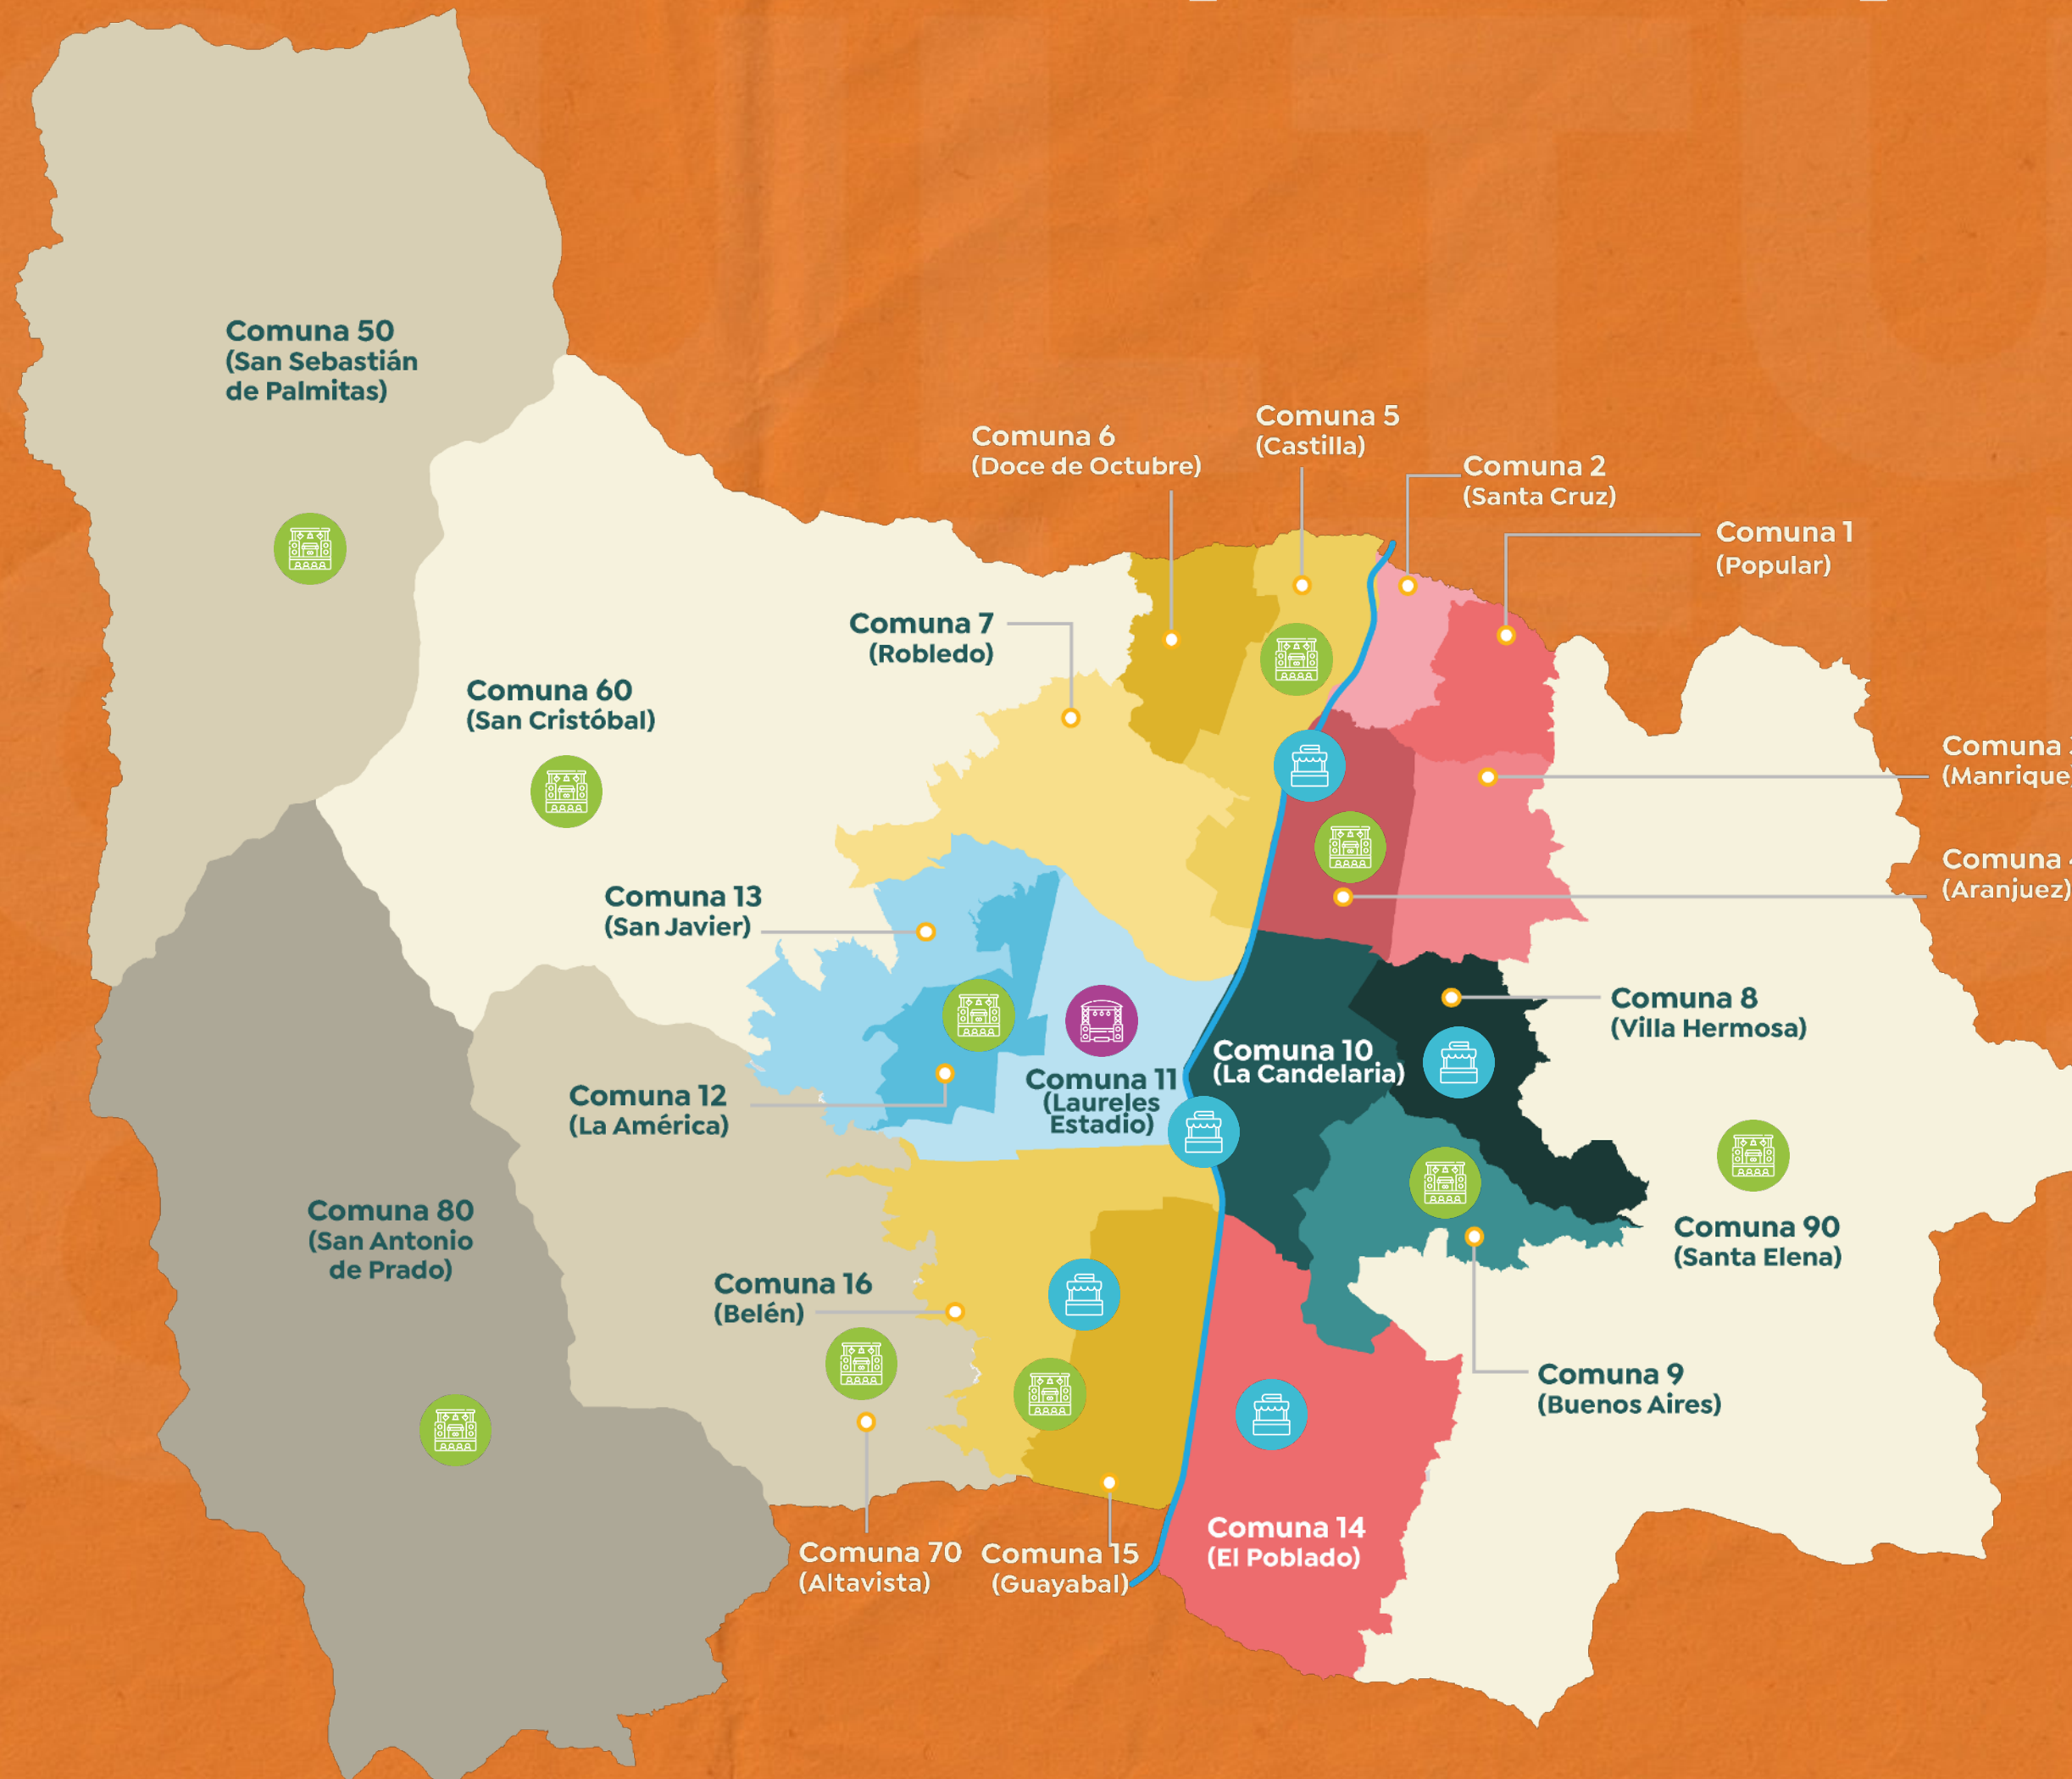 Comuna 50
(San Sebastián
de Palmitas)
Comuna 6
(Doce de Octubre)
Comuna 5
(Castilla)
Comuna 2
(Santa Cruz)
Comuna 1
(Popular)
Comuna 7
(Robledo)
Comuna 60
(San Cristóbal)
Comuna
(Manrique)
Comuna
(Aranjuez)
Comuna 13
(San Javier)
Comuna 8
(Villa Hermosa)
Comuna 10
(La Candelaria)
Comuna 11
(Laureles
Estadio)
Comuna 12
(La América)
Comuna 80
(San Antonio
de Prado)
Comuna 90
(Santa Elena)
Comuna 16
(Belén)
Comuna 9
(Buenos Aires)
Comuna 14
(El Poblado)
Comuna 70
(Altavista)
Comuna 15
(Guayabal)